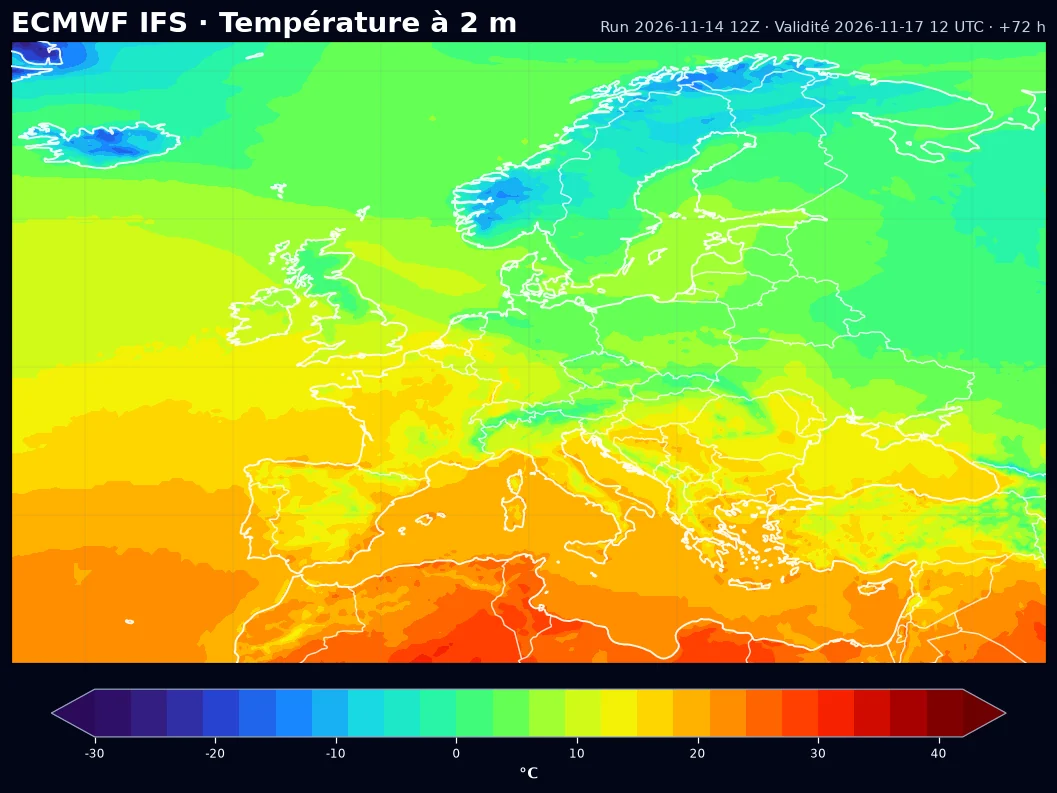 ECMWF IFS · Température à 2 m
Run 2026-11-14 12Z · Validité 2026-11-17 12 UTC · +72 h
-30 -20 -10 0 10 20 30 40
°C